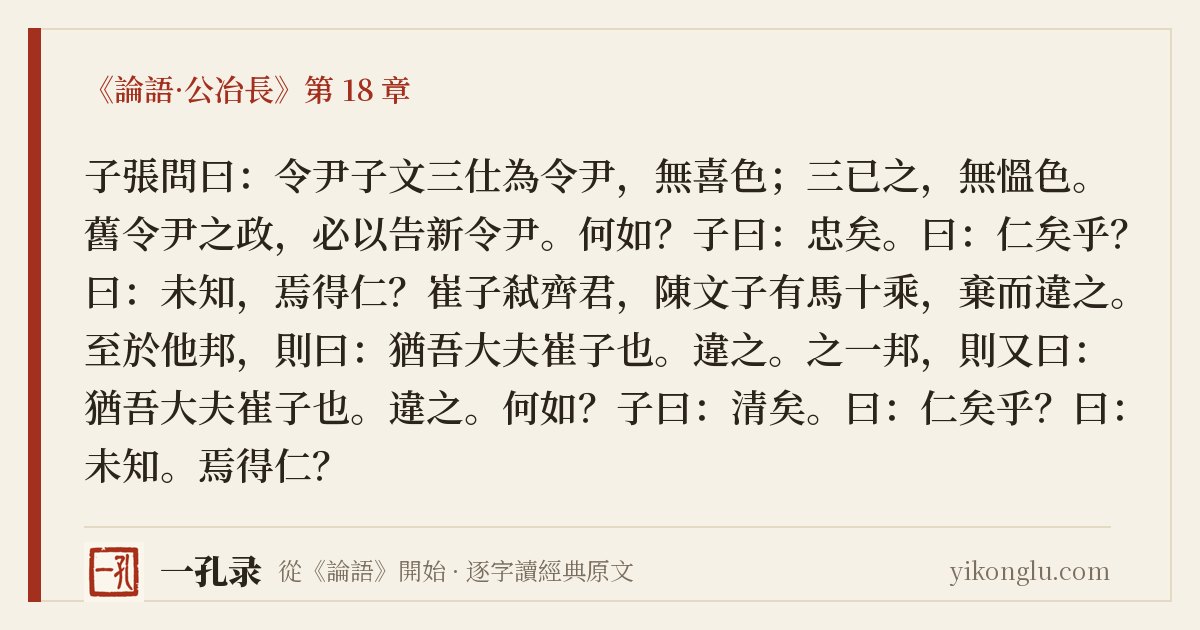 《論語·公冶長》第 18 章
子張問曰：令尹子文三仕為令尹，無喜色；三已之，無慍色。
舊令尹之政，必以告新令尹。何如？子曰：忠矣。曰：仁矣乎？
曰：未知，焉得仁？崔子弒齊君，陳文子有馬十乘，棄而違之。
至於他邦，則曰：猶吾大夫崔子也。違之。之一邦，則又曰：
猶吾大夫崔子也。違之。何如？子曰：清矣。曰：仁矣乎？曰：
未知。焉得仁？
一孔
一孔录 從《論語》開始 · 逐字讀經典原文 yikonglu.com